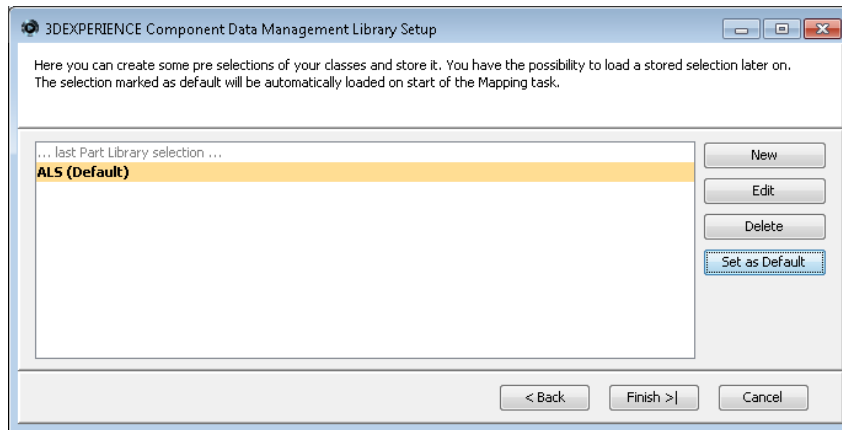 3DEXPERIENCE Component Data Management Library Setup
Here you can create some pre selections of your classes and store it. You have the possibility to load a stored selection later on.
The selection marked as default will be automatically loaded on start of the Mapping task.
... last Part Library selection ...
ALS (Default)
New
Edit
Delete
Set as Default
< Back
Finish >|
Cancel